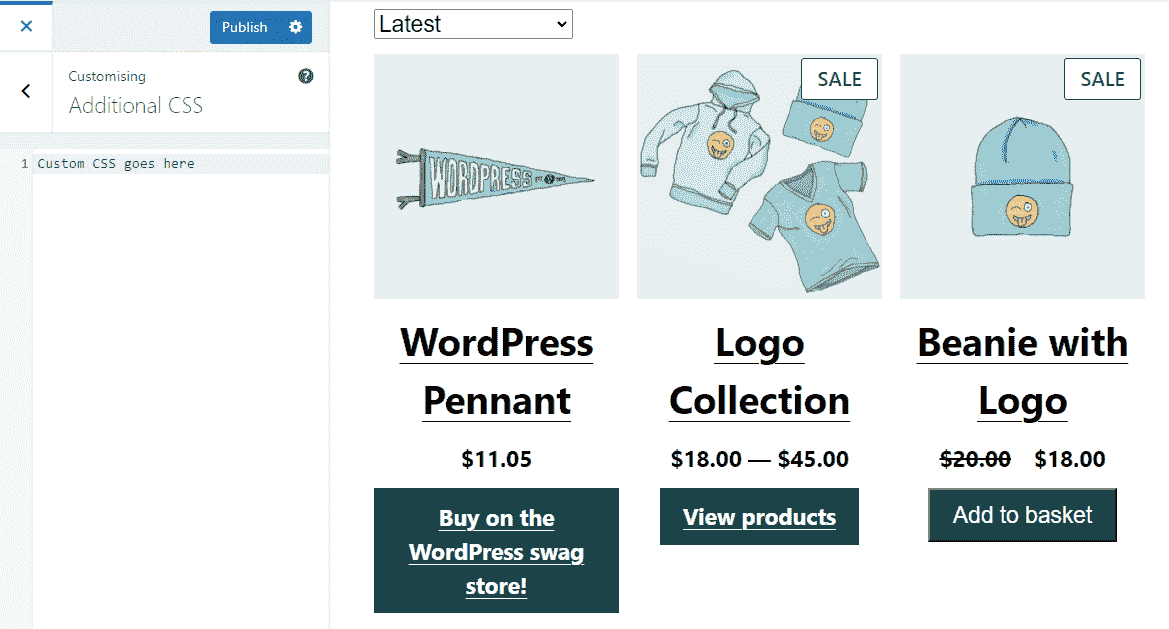 Publish
Customising
Additional CSS
1 Custom CSS goes here
Latest
WORDPRESS
SALE
SALE
WordPress
Pennant
$11.05
Buy on the
WordPress swag
store!
Logo
Collection
$18.00 — $45.00
View products
Beanie with
Logo
$20.00 $18.00
Add to basket